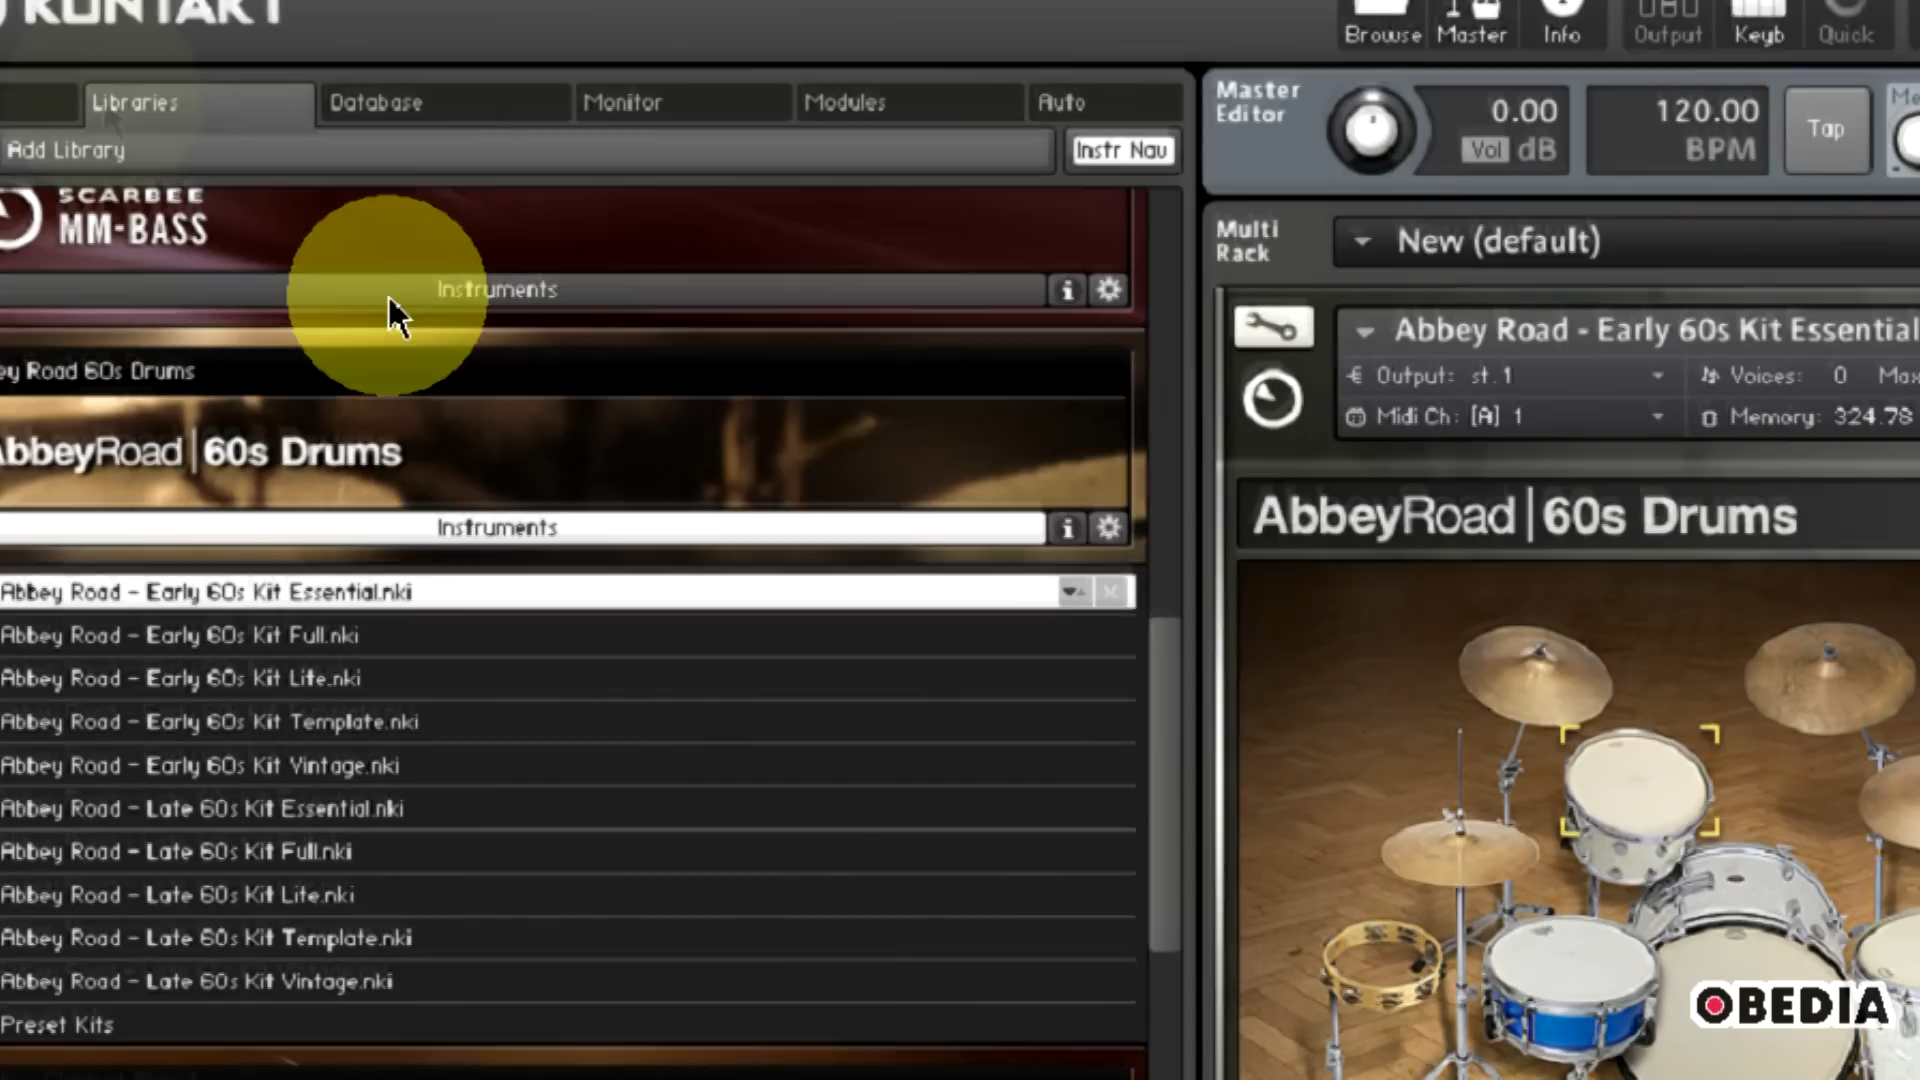 KONTAKT
Browse Master Info Output Keyb Quick
Libraries Database Monitor Modules Auto
Add Library Instr Nav
SCARBEE
MM-BASS
Instruments
Road 60s Drums
AbbeyRoad|60s Drums
Instruments
Abbey Road - Early 60s Kit Essential.nki
Abbey Road - Early 60s Kit Full.nki
Abbey Road - Early 60s Kit Lite.nki
Abbey Road - Early 60s Kit Template.nki
Abbey Road - Early 60s Kit Vintage.nki
Abbey Road - Late 60s Kit Essential.nki
Abbey Road - Late 60s Kit Full.nki
Abbey Road - Late 60s Kit Lite.nki
Abbey Road - Late 60s Kit Template.nki
Abbey Road - Late 60s Kit Vintage.nki
Preset Kits
Master
Editor
0.00
Vol dB
120.00
BPM
Tap
Multi
Rack
New (default)
Abbey Road - Early 60s Kit Essential
Output: st.1 Voices: 0 Max
Midi Ch: [A] 1 Memory: 324.78
AbbeyRoad|60s Drums
OBEDIA